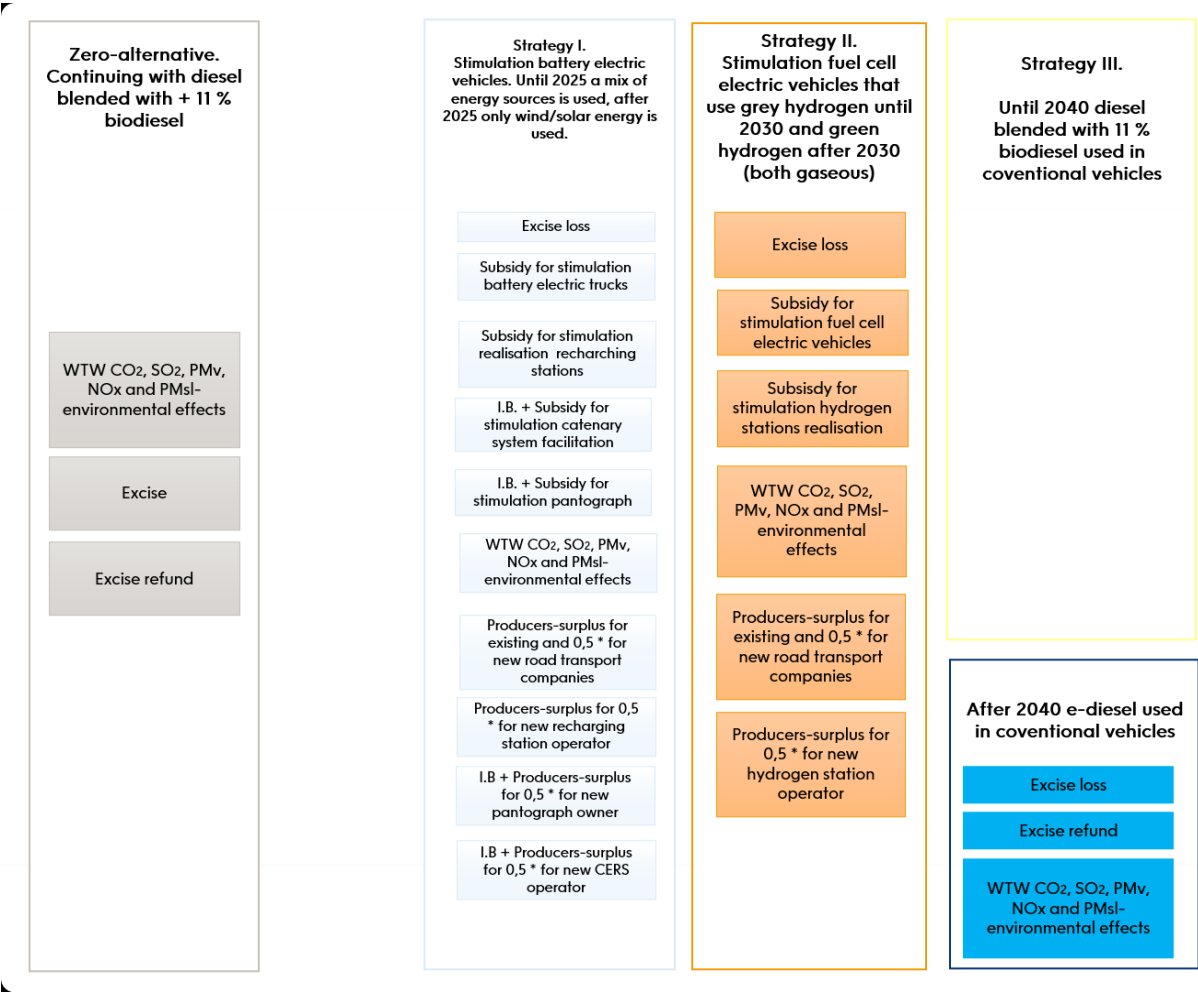 Zero-alternative.
Continuing with diesel
blended with + 11 %
biodiesel
WTW CO2, SO2, PMv,
NOx and PMsl-
environmental effects
Excise
Excise refund
Strategy I.
Stimulation battery electric
vehicles. Until 2025 a mix of
energy sources is used, after
2025 only wind/solar energy is
used.
Excise loss
Subsidy for stimulation
battery electric trucks
Subsidy for stimulation
realisation  recharching
stations
I.B. + Subsidy for
stimulation catenary
system facilitation
I.B. + Subsidy for
stimulation pantograph
WTW CO2, SO2, PMv,
NOx and PMsl-
environmental effects
Producers-surplus for
existing and 0,5 * for
new road transport
companies
Producers-surplus for 0,5
* for new recharging
station operator
I.B + Producers-surplus
for 0,5 * for new
pantograph owner
I.B + Producers-surplus
for 0,5 * for new CERS
operator
Strategy II.
Stimulation fuel cell
electric vehicles that
use grey hydrogen until
2030 and green
hydrogen after 2030
(both gaseous)
Excise loss
Subsidy for
stimulation fuel cell
electric vehicles
Subsisdy for
stimulation hydrogen
stations realisation
WTW CO2, SO2,
PMv, NOx and PMsl-
environmental
effects
Producers-surplus for
existing and 0,5 * for
new road transport
companies
Producers-surplus for
0,5 * for new
hydrogen station
operator
Strategy III.
Until 2040 diesel
blended with 11 %
biodiesel used in
coventional vehicles
After 2040 e-diesel used
in coventional vehicles
Excise loss
Excise refund
WTW CO2, SO2, PMv,
NOx and PMsl-
environmental effects